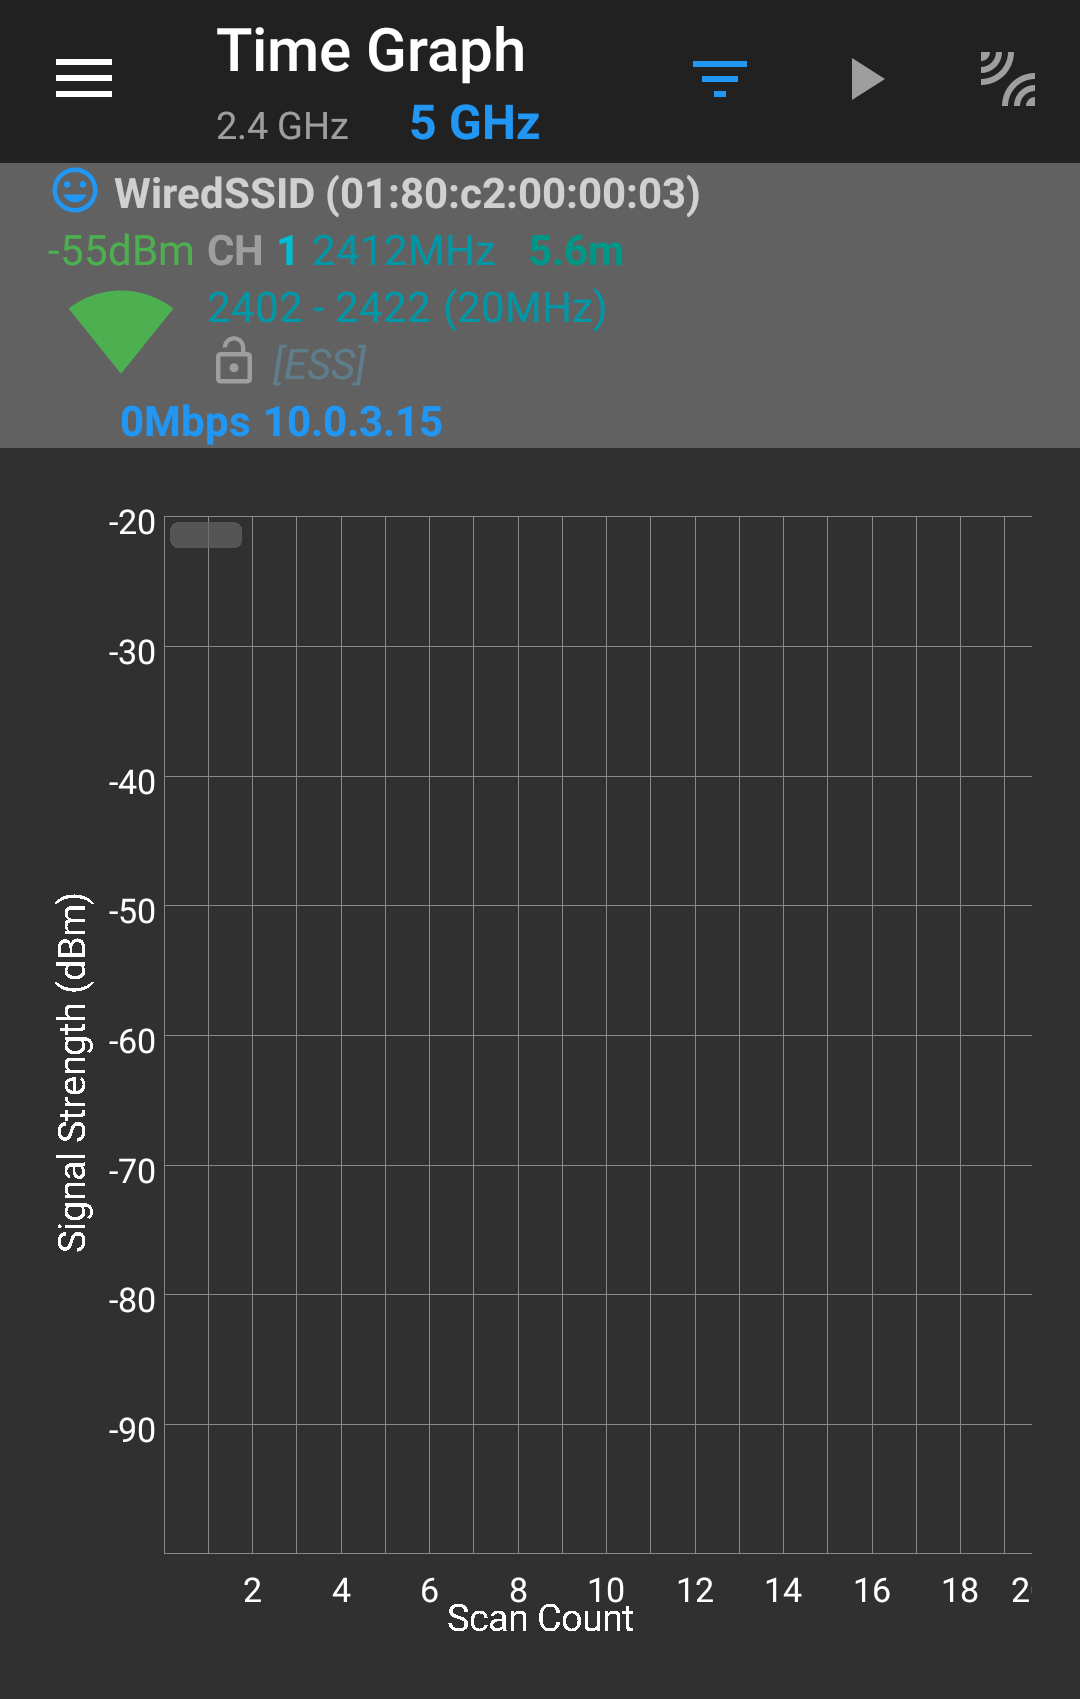 Time Graph
2.4 GHz 5 GHz
WiredSSID (01:80:c2:00:00:03)
-55dBm CH 1 2412MHz 5.6m
2402 - 2422 (20MHz)
[ESS]
0Mbps 10.0.3.15
-20
-30
-40
-50
-60
-70
-80
-90
Signal Strength (dBm)
2 4 6 8 10 12 14 16 18
Scan Count